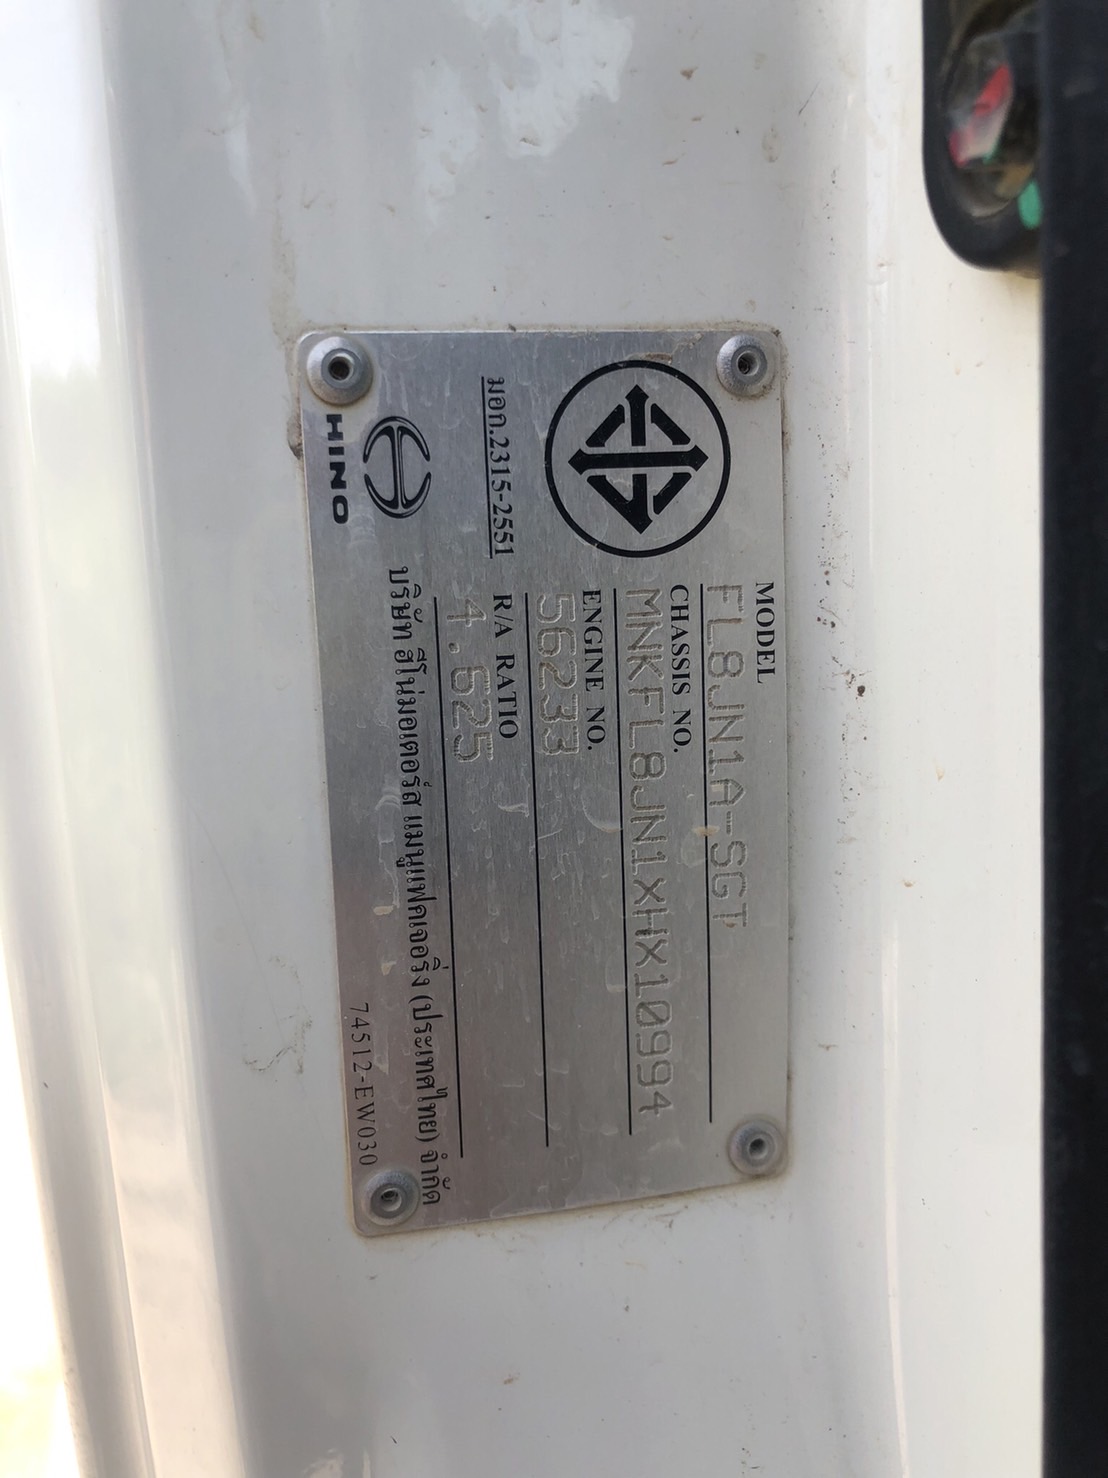 MODEL
FL8JN1A-SGT
CHASSIS NO.
MNKFL8JN1XHX10994
ENGINE NO.
56233
มอก.2315-2551
R/A RATIO
4.625
HINO
บริษัท ฮีโน่มอเตอร์ส แมนูแฟคเจอริ่ง (ประเทศไทย) จำกัด
74512-EW030